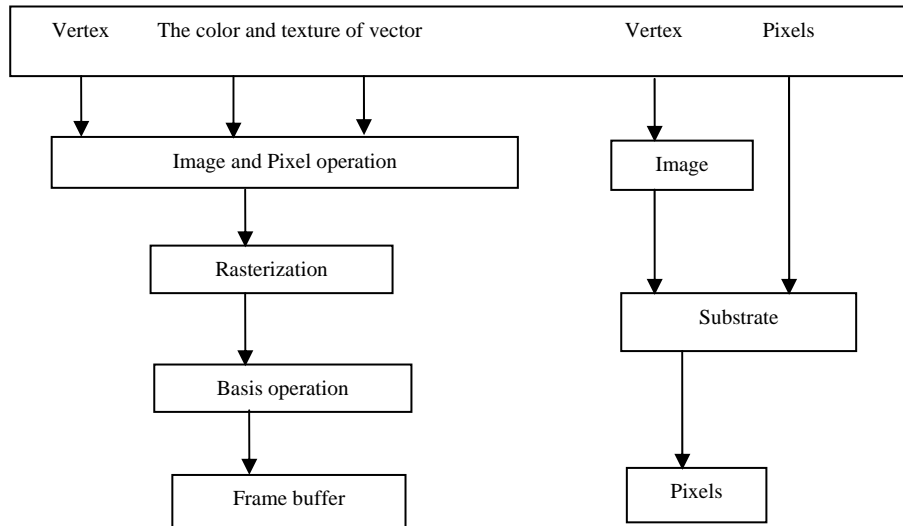 Vertex The color and texture of vector Vertex Pixels
Image and Pixel operation
Image
Rasterization
Substrate
Basis operation
Frame buffer
Pixels